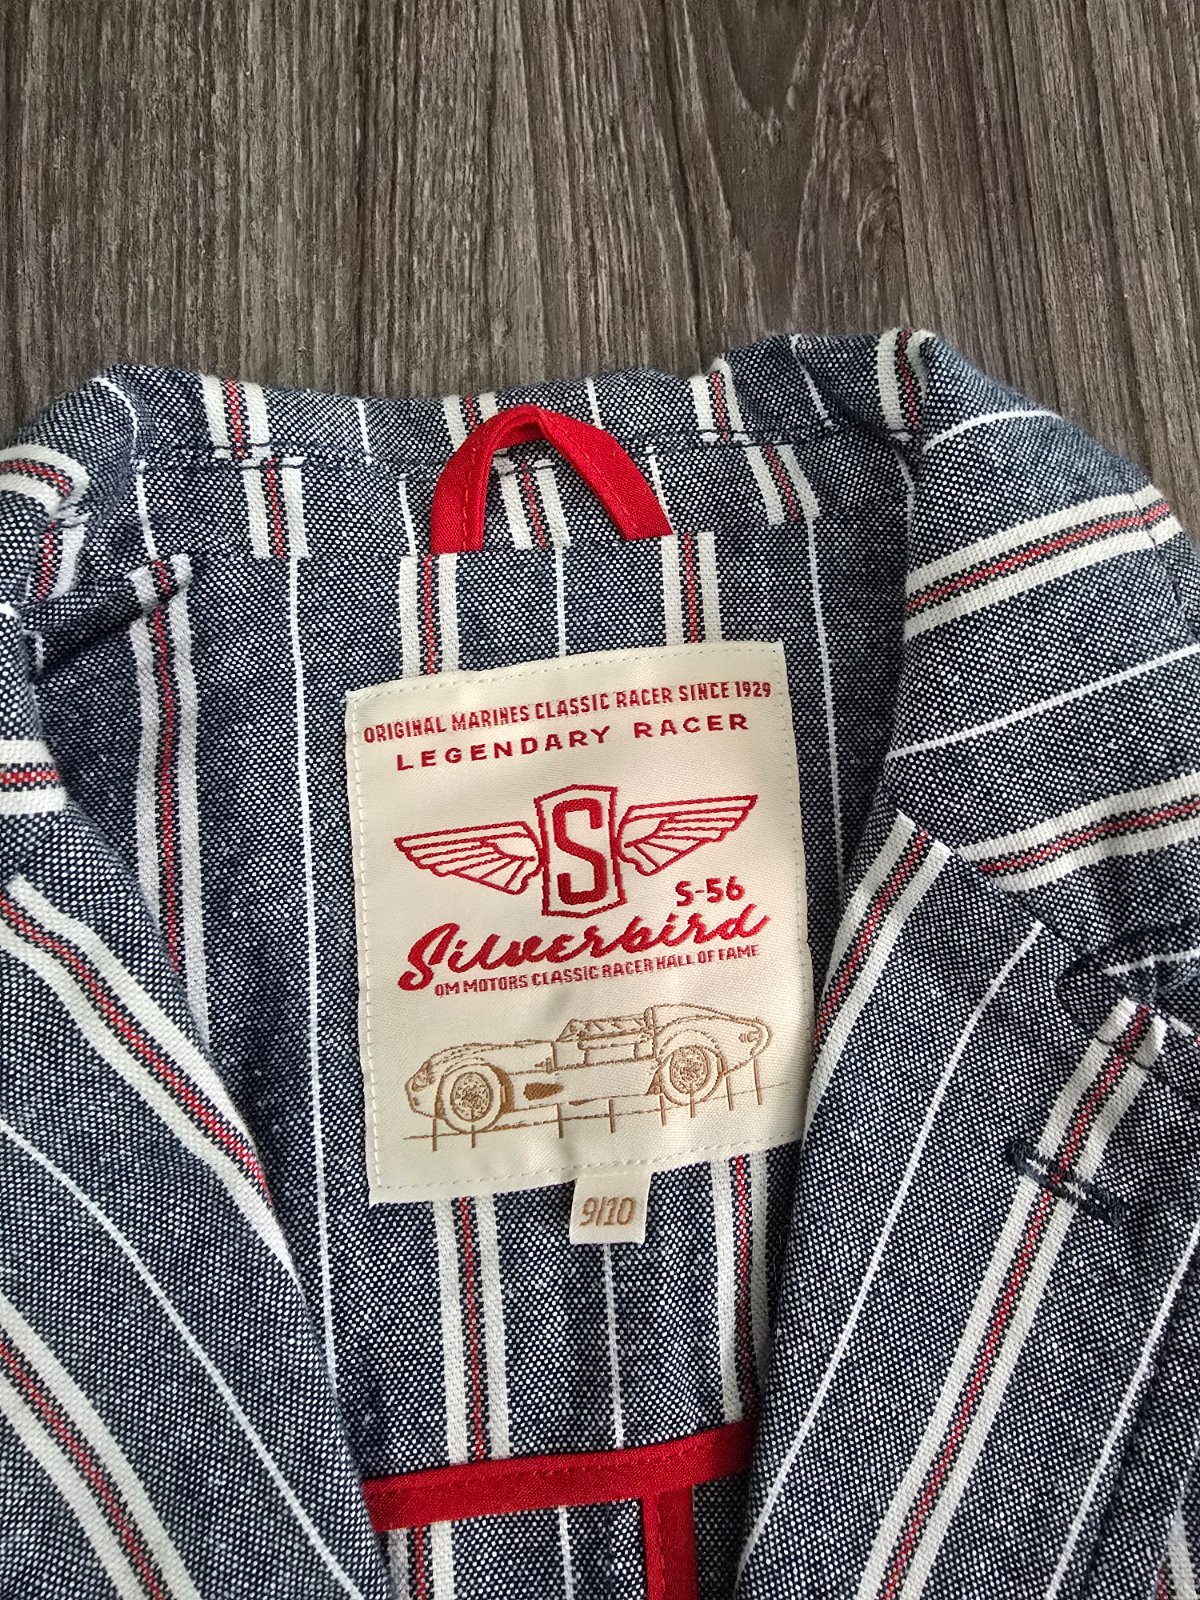 ORIGINAL MARINES CLASSIC RACER SINCE 1929
LEGENDARY RACER
S
S-56
Silverbird
OM MOTORS CLASSIC RACER HALL OF FAME
9/10